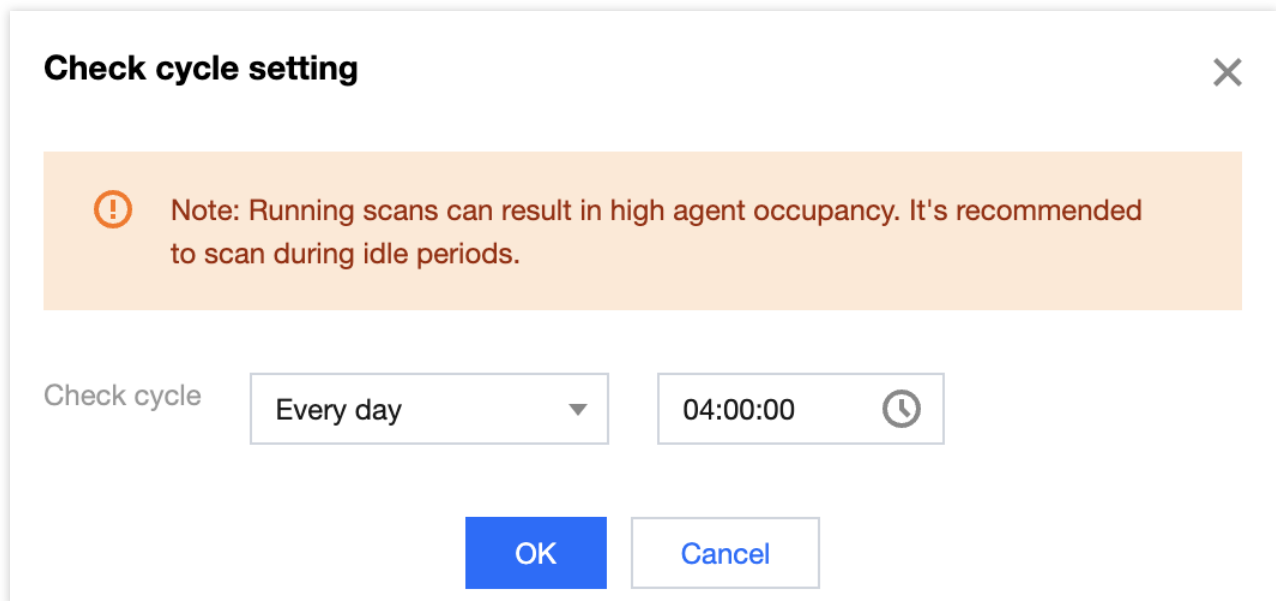 Check cycle setting
Note: Running scans can result in high agent occupancy. It's recommended
to scan during idle periods.
Check cycle
Every day
04:00:00
OK
Cancel